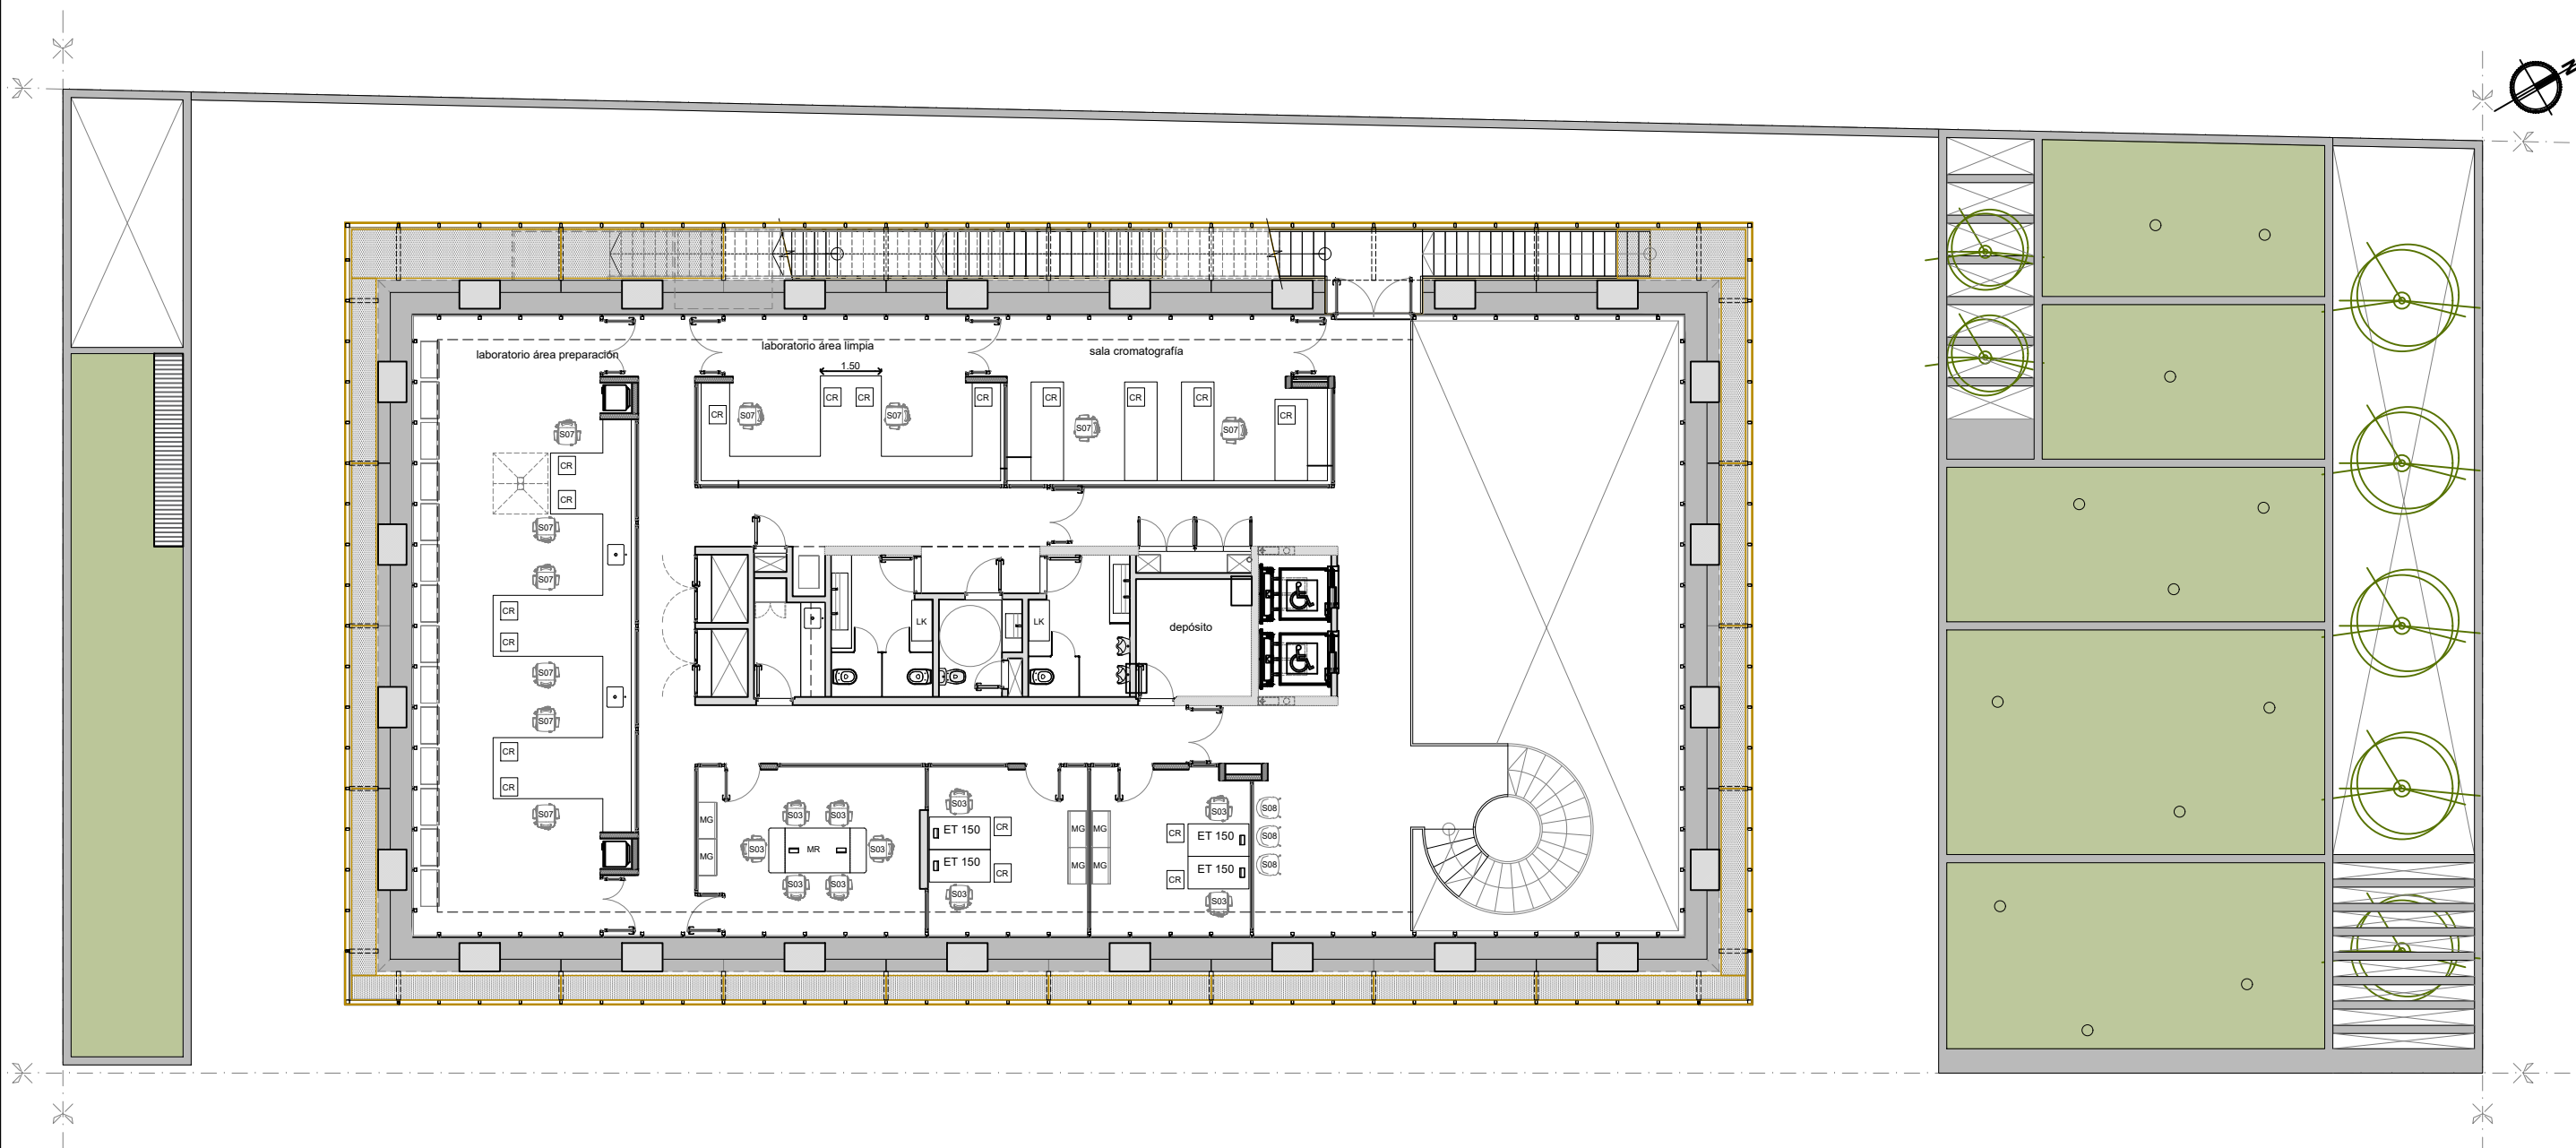 N
laboratorio área preparación
laboratorio área limpia
sala cromatografía
1.50
CR
S07
CR
CR
S07
CR
CR
S07
CR
CR
S07
CR
S07
CR
CR
S07
S07
CR
CR
S07
S07
CR
CR
S07
LK
LK
depósito
MG
MG
S03
S03
S03
MR
S03
S03
S03
S03
ET 150
CR
ET 150
CR
S03
MG
MG
MG
MG
S03
CR
ET 150
CR
ET 150
S03
S08
S08
S08